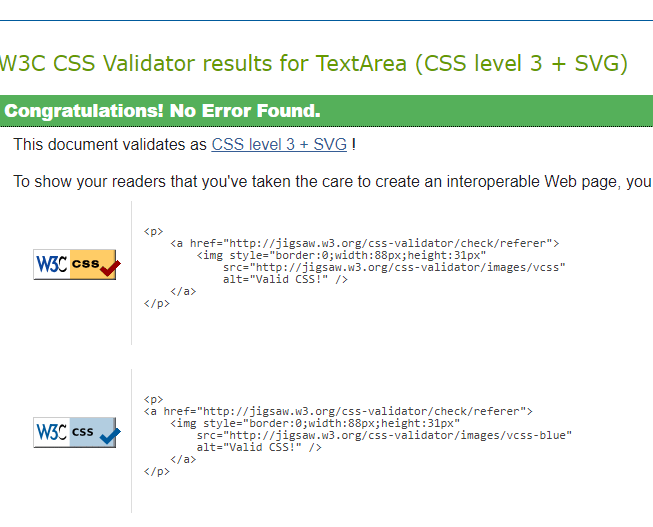 W3C CSS Validator results for TextArea (CSS level 3 + SVG)
Congratulations! No Error Found.
This document validates as CSS level 3 + SVG !
To show your readers that you've taken the care to create an interoperable Web page, you
W3C css
<p>
<a href="http://jigsaw.w3.org/css-validator/check/referer">
<img style="border:0;width:88px;height:31px"
src="http://jigsaw.w3.org/css-validator/images/vcss"
alt="Valid CSS!" />
</a>
</p>
W3C css
<p>
<a href="http://jigsaw.w3.org/css-validator/check/referer">
<img style="border:0;width:88px;height:31px"
src="http://jigsaw.w3.org/css-validator/images/vcss-blue"
alt="Valid CSS!" />
</a>
</p>